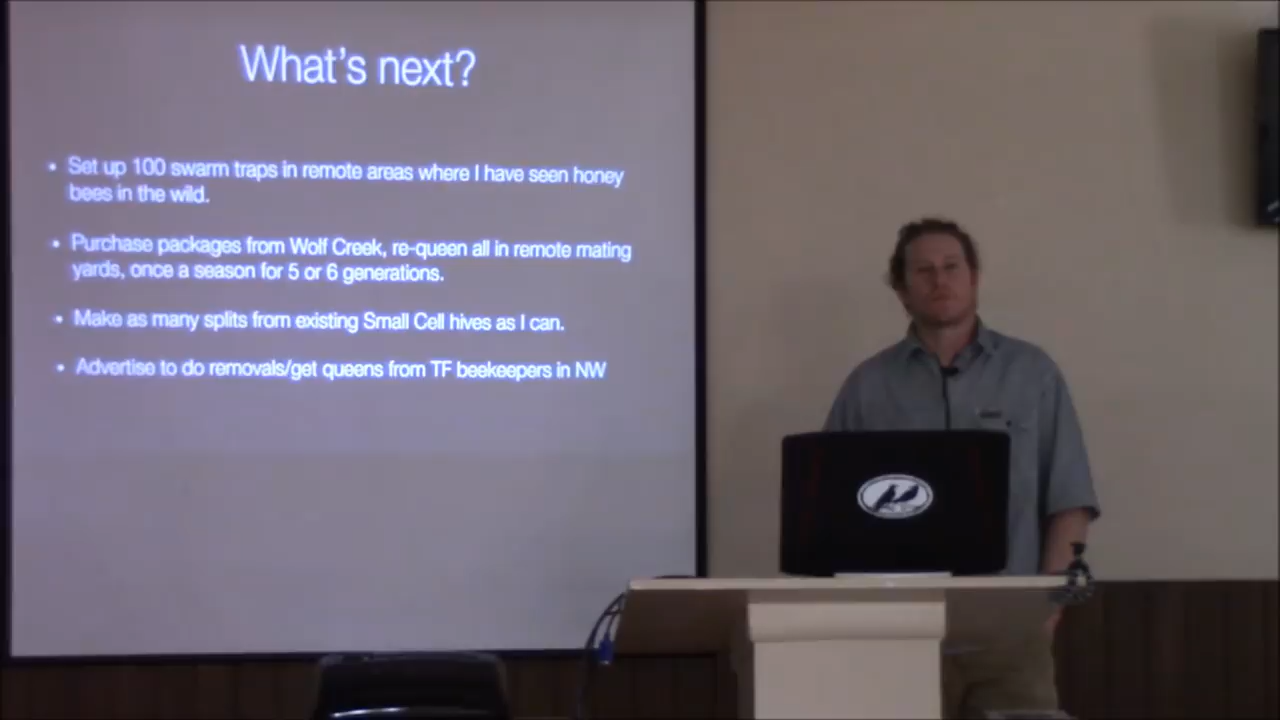 What's next?
• Set up 100 swarm traps in remote areas where I have seen honey
bees in the wild.
• Purchase packages from Wolf Creek, re-queen all in remote mating
yards, once a season for 5 or 6 generations.
• Make as many splits from existing Small Cell hives as I can.
• Advertise to do removals/get queens from TF beekeepers in NW